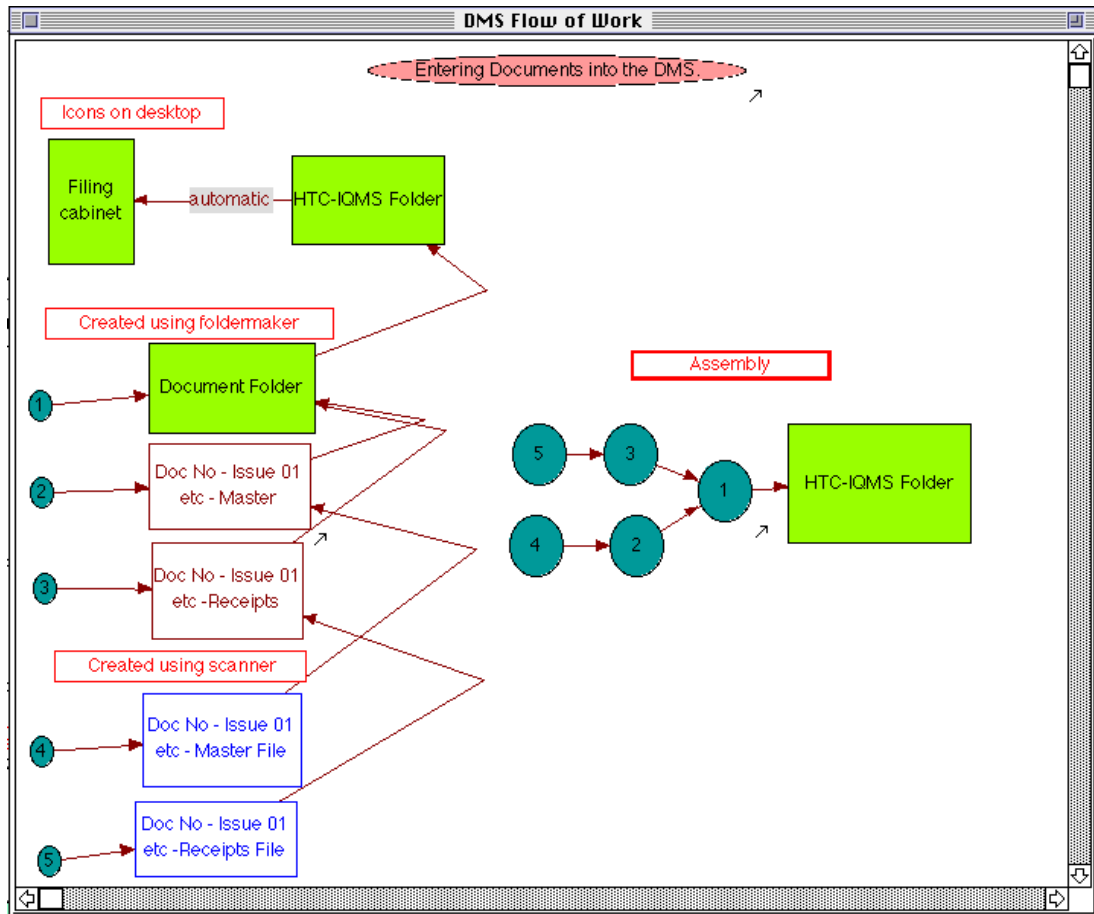 DMS Flow of Work
Entering Documents into the DMS.
Icons on desktop
Filing
cabinet
automatic
HTC-IQMS Folder
Created using foldermaker
1
Document Folder
2
Doc No - Issue 01
etc - Master
3
Doc No - Issue 01
etc -Receipts
Created using scanner
4
Doc No - Issue 01
etc - Master File
5
Doc No - Issue 01
etc -Receipts File
Assembly
5
3
1
HTC-IQMS Folder
4
2